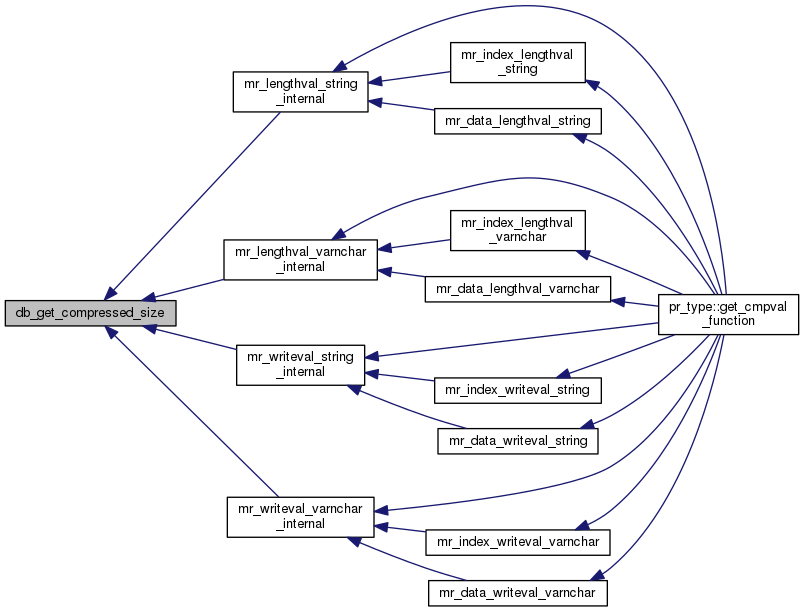 mr_lengthval_string
_internal
mr_index_lengthval
_string
mr_data_lengthval_string
mr_lengthval_varnchar
_internal
mr_index_lengthval
_varnchar
mr_data_lengthval_varnchar
db_get_compressed_size
pr_type::get_cmpval
_function
mr_writeval_string
_internal
mr_index_writeval_string
mr_data_writeval_string
mr_writeval_varnchar
_internal
mr_index_writeval_varnchar
mr_data_writeval_varnchar